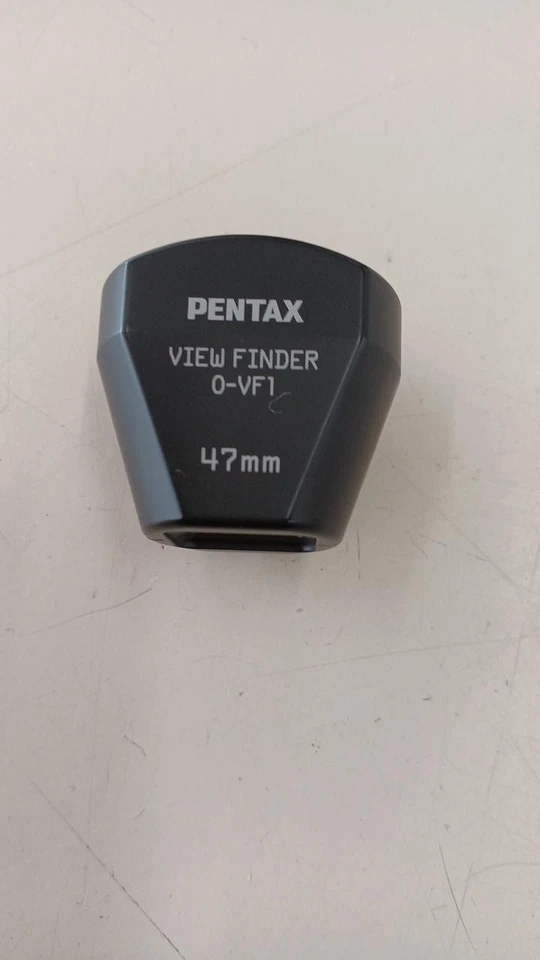 PENTAX
VIEW FINDER
O-VF1
47mm